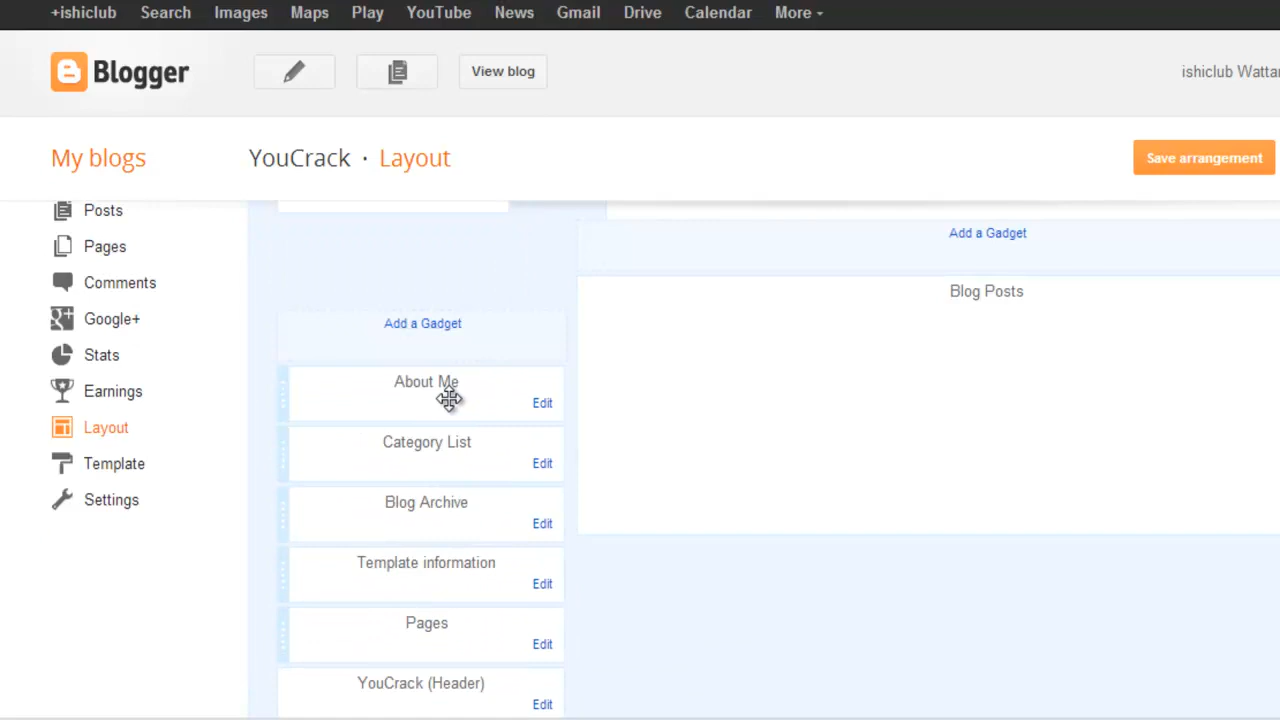 +ishiclub Search Images Maps Play YouTube News Gmail Drive Calendar More
Blogger View blog ishiclub Wattar
My blogs YouCrack · Layout Save arrangement
Posts
Pages
Comments
Google+
Stats
Earnings
Layout
Template
Settings
Add a Gadget
About Me
Edit
Category List
Edit
Blog Archive
Edit
Template information
Edit
Pages
Edit
YouCrack (Header)
Edit
Add a Gadget
Blog Posts